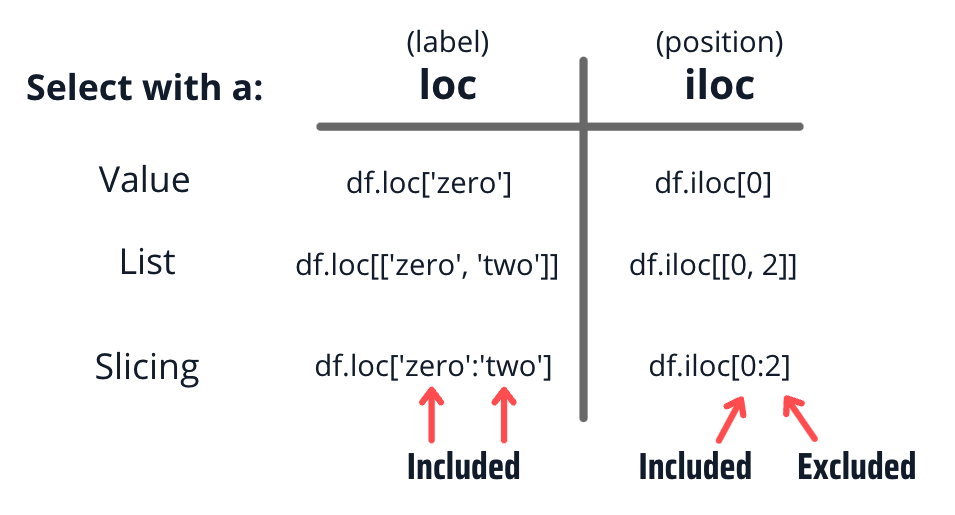 (label) (position)
Select with a: loc iloc
Value df.loc['zero'] df.iloc[0]
List df.loc[['zero', 'two']] df.iloc[[0, 2]]
Slicing df.loc['zero':'two'] df.iloc[0:2]
Included Included Excluded